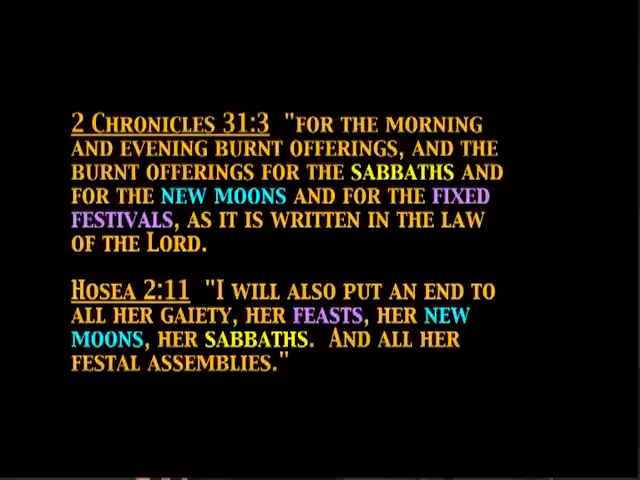 2 Chronicles 31:3 "for the morning
and evening burnt offerings, and the
burnt offerings for the sabbaths and
for the new moons and for the fixed
festivals, as it is written in the law
of the Lord.
Hosea 2:11 "I will also put an end to
all her gaiety, her feasts, her new
moons, her sabbaths. And all her
festal assemblies."